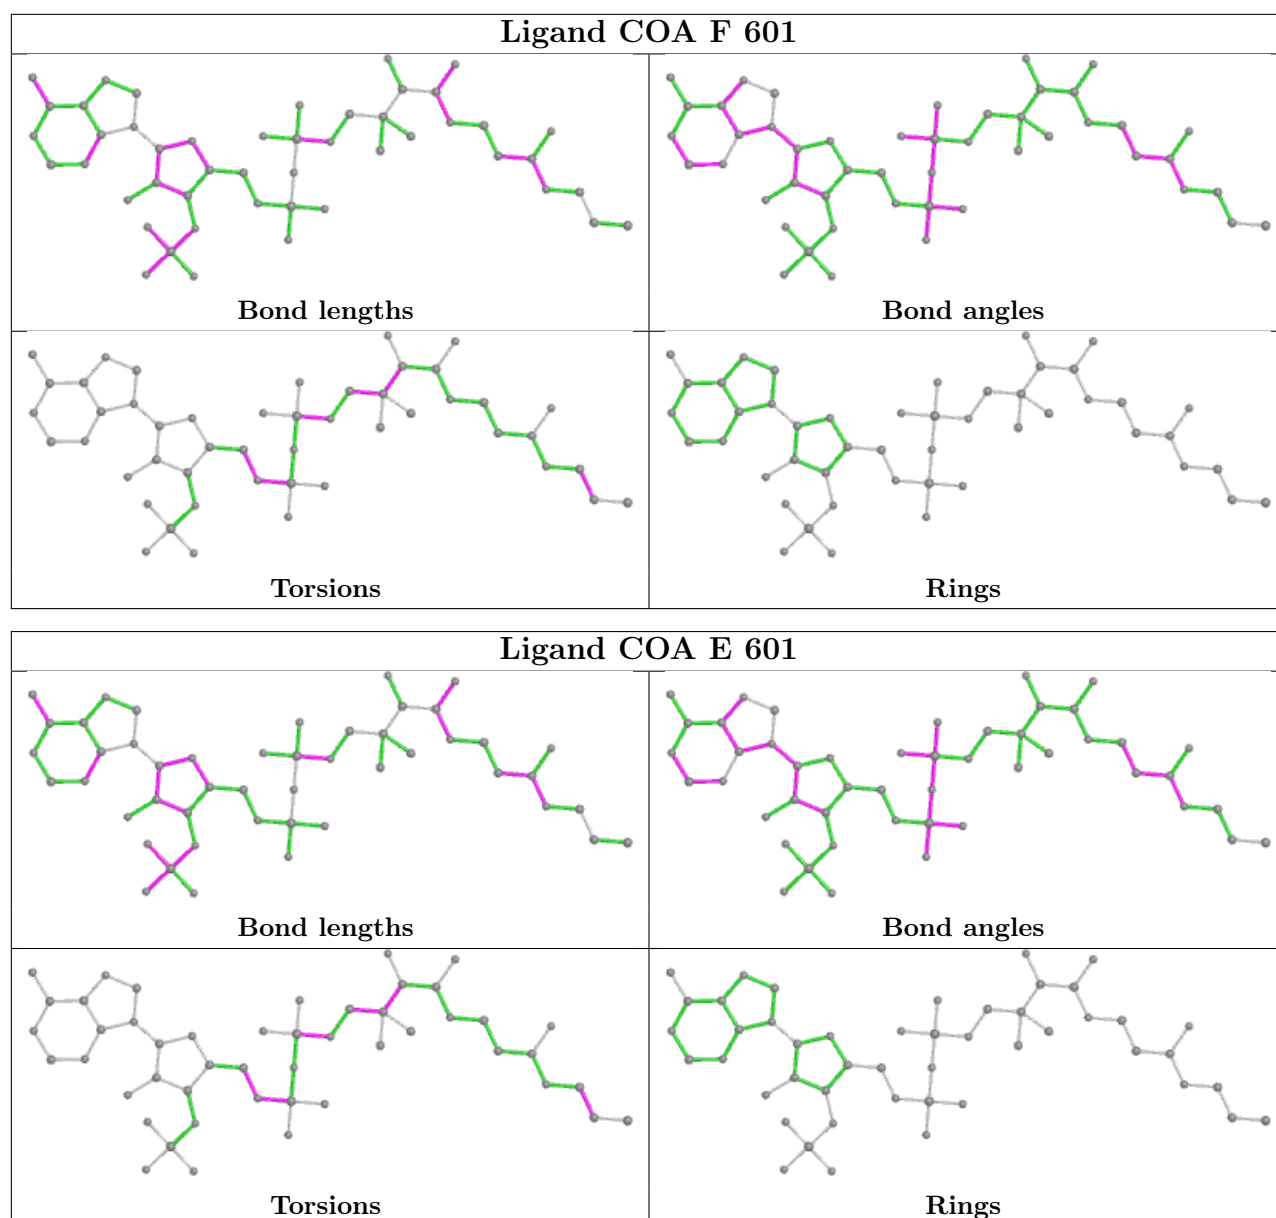 Ligand COA F 601
Bond lengths
Bond angles
Torsions
Rings
Ligand COA E 601
Bond lengths
Bond angles
Torsions
Rings